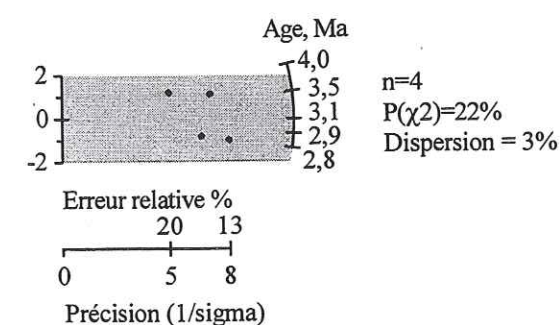 Age, Ma
4,0
2
3,5
n=4
0
3,1
P(χ2)=22%
2,9
Dispersion = 3%
-2
2,8
Erreur relative %
20 13
0 5 8
Précision (1/sigma)